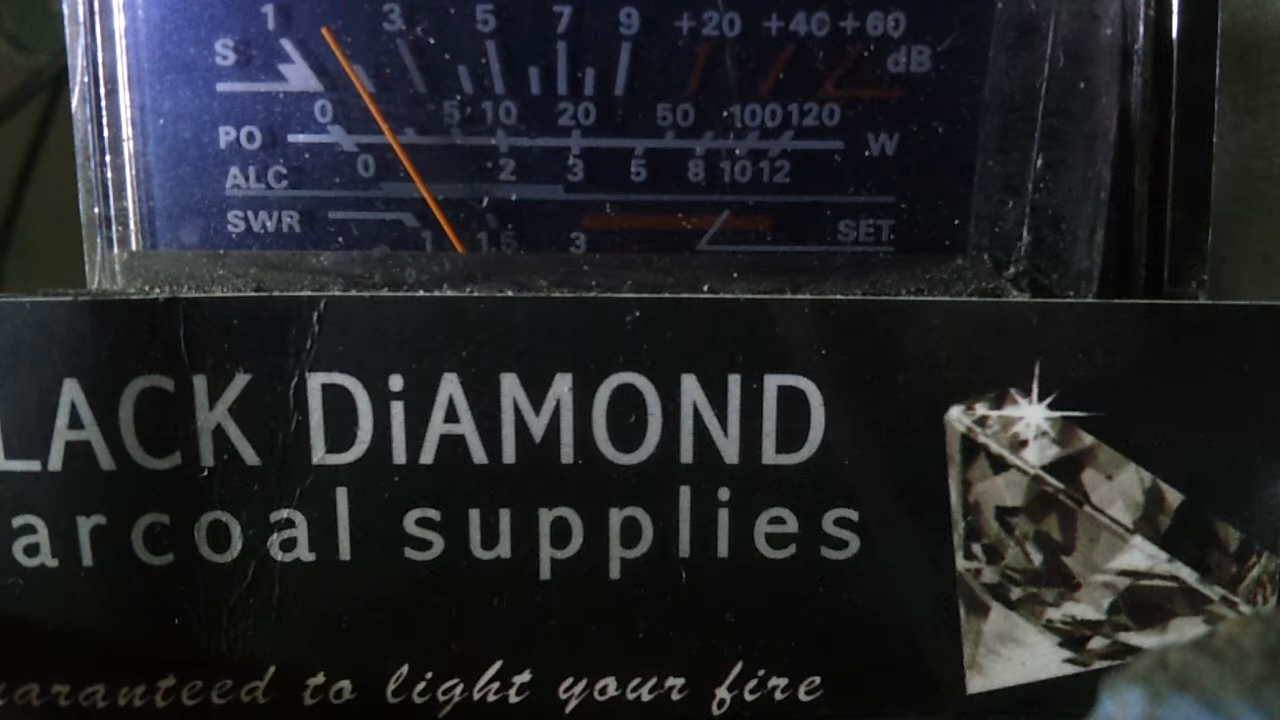 1 3 5 7 9 +20 +40 +60
S dB
0 5 10 20 50 100 120
PO W
0 2 3 5 8 10 12
ALC
SWR SET
1 1.5 3
LACK DiAMOND
arcoal supplies
uaranteed to light your fire